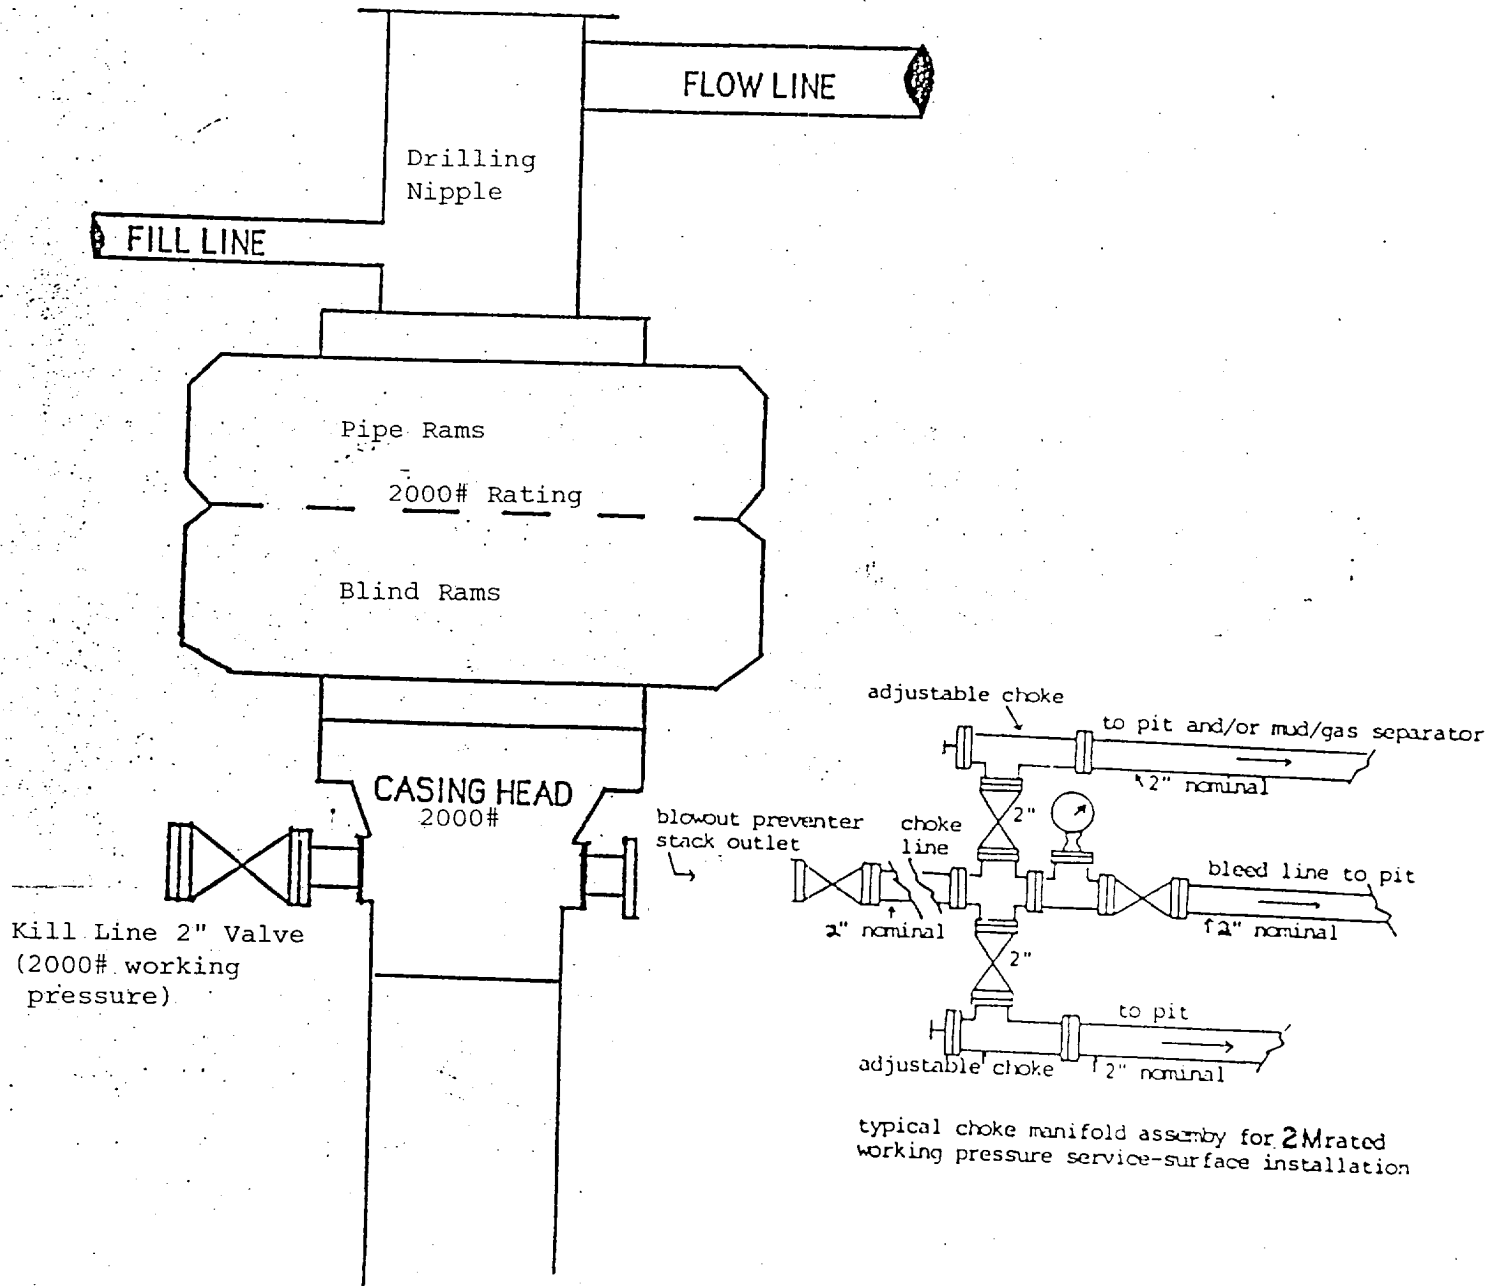 FLOW LINE
Drilling
Nipple
FILL LINE
Pipe Rams
2000# Rating
Blind Rams
CASING HEAD
2000#
Kill Line 2" Valve
(2000# working
pressure)
blowout preventer
stack outlet
choke
line
2" nominal
adjustable choke
to pit and/or mud/gas separator
2" nominal
2"
bleed line to pit
2" nominal
2"
to pit
adjustable choke
2" nominal
typical choke manifold assemby for 2M rated
working pressure service-surface installation